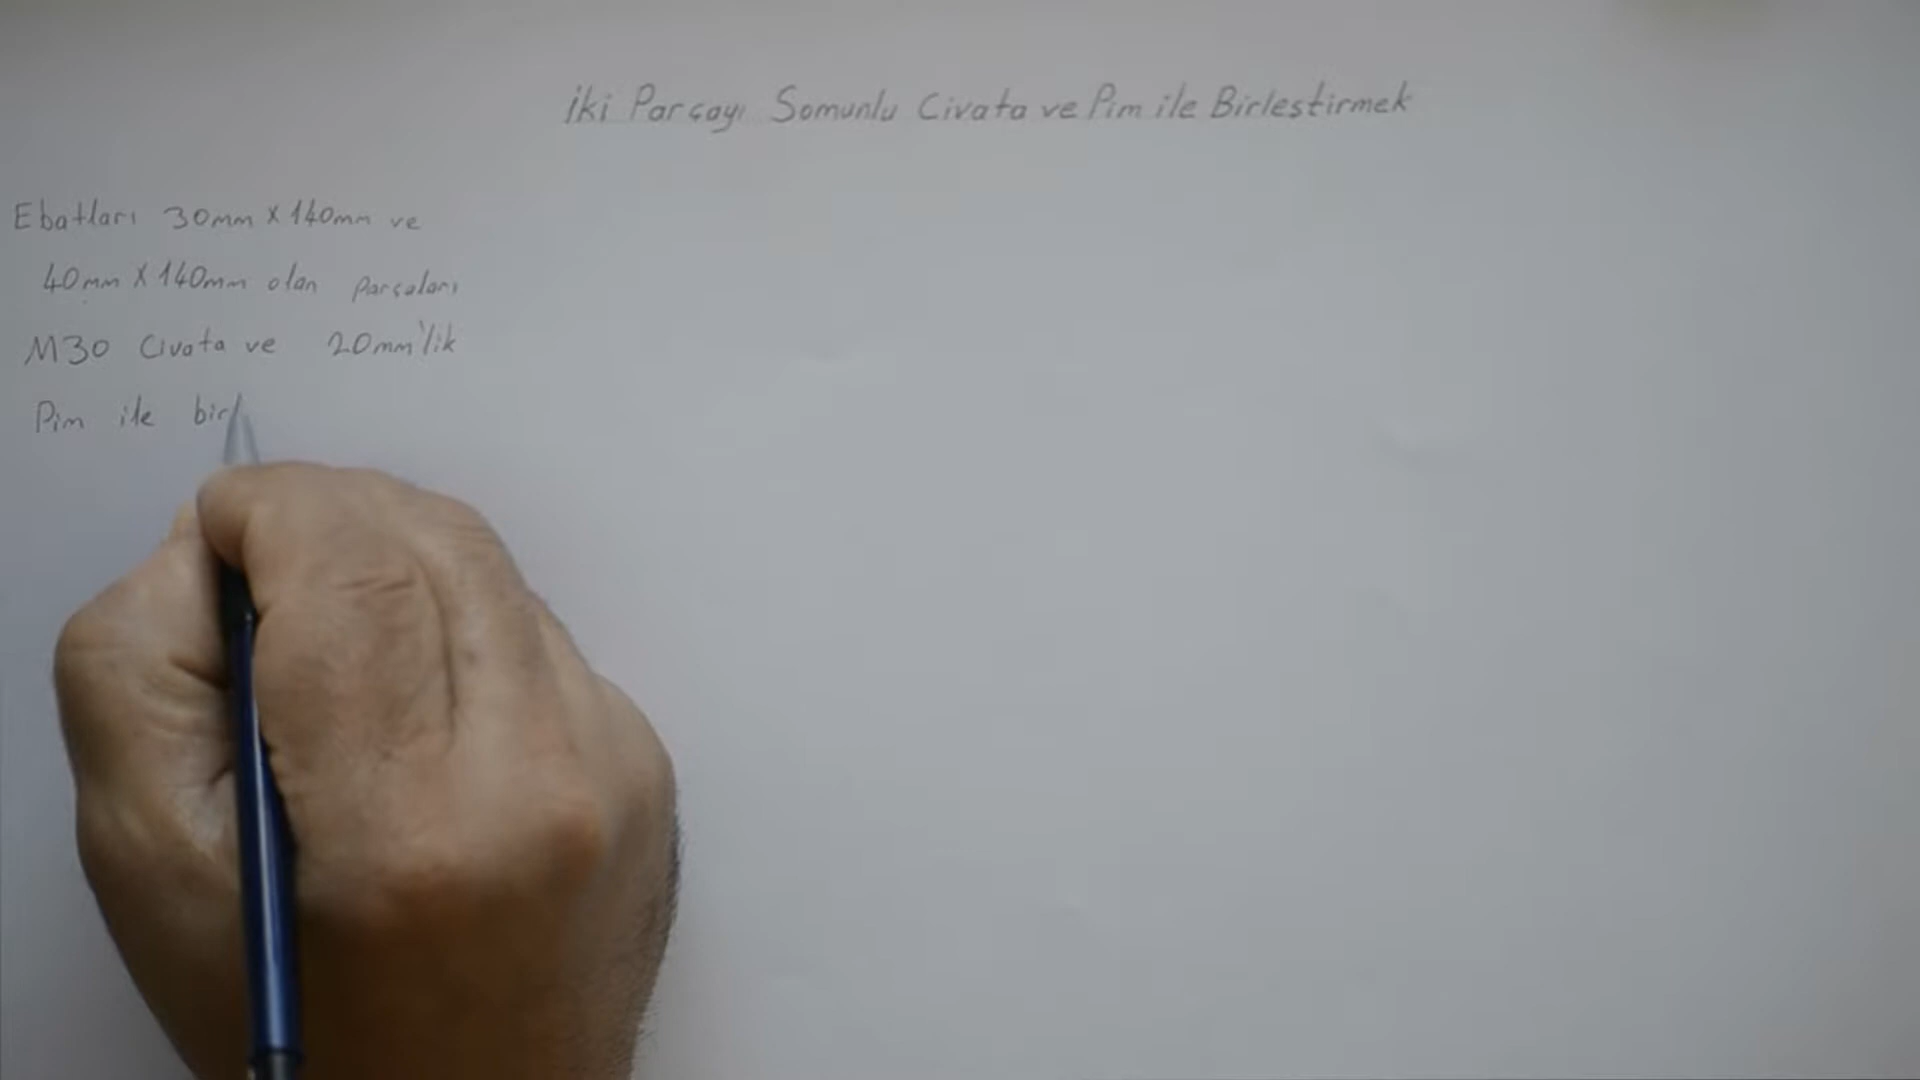 İki Parçayı Somunlu Civata ve Pim ile Birleştirmek
Ebatları 30mm x 140mm ve
40mm x 140mm olan parçaları
M30 Civata ve 20mm'lik
Pim ile birl